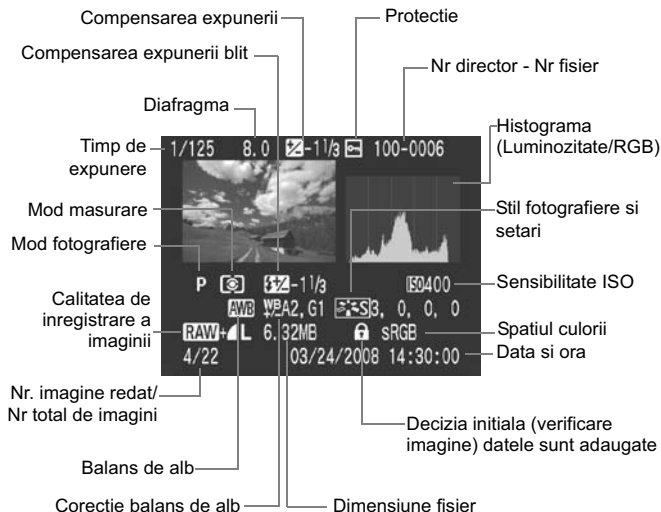 Compensarea expunerii
Protectie
Compensarea expunerii blit
Nr director - Nr fisier
Diafragma
Timp de
expunere
1/125 8.0 -1 1/3 100-0006
Histograma
(Luminozitate/RGB)
Mod masurare
Stil fotografiere si
setari
Mod fotografiere
P -1 1/3 ISO400
Sensibilitate ISO
Calitatea de
inregistrare a
imaginii
AWB WB A2, G1 S3, 0, 0, 0
RAW+L 6.32MB sRGB
Spatiul culorii
4/22 03/24/2008 14:30:00
Data si ora
Nr. imagine redat/
Nr total de imagini
Decizia initiala (verificare
imagine) datele sunt adaugate
Balans de alb
Corectie balans de alb
Dimensiune fisier